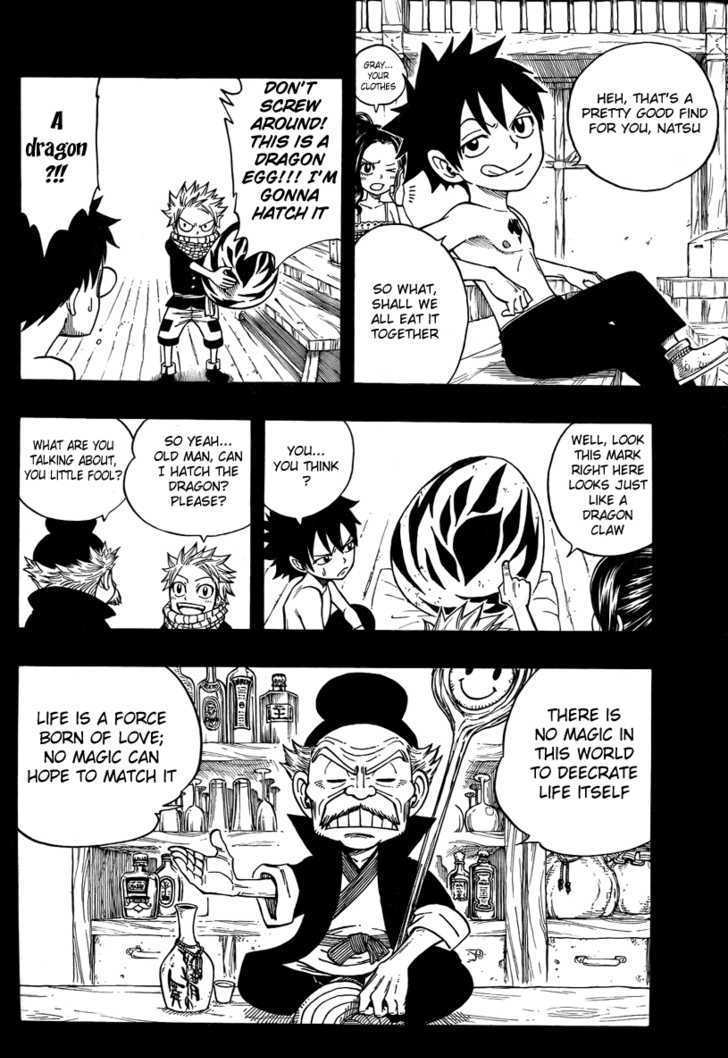 HEH, THAT'S A
PRETTY GOOD FIND
FOR YOU, NATSU
GRAY...
YOUR
CLOTHES
SO WHAT,
SHALL WE
ALL EAT IT
TOGETHER
DON'T
SCREW
AROUND!
THIS IS A
DRAGON
EGG!!! I'M
GONNA
HATCH IT
A
dragon
?!!
WELL, LOOK
THIS MARK
RIGHT HERE
LOOKS JUST
LIKE A
DRAGON
CLAW
YOU...
YOU THINK
?
SO YEAH...
OLD MAN, CAN
I HATCH THE
DRAGON?
PLEASE?
WHAT ARE YOU
TALKING ABOUT,
YOU LITTLE FOOL?
THERE IS
NO MAGIC IN
THIS WORLD
TO DEECRATE
LIFE ITSELF
LIFE IS A FORCE
BORN OF LOVE;
NO MAGIC CAN
HOPE TO MATCH IT